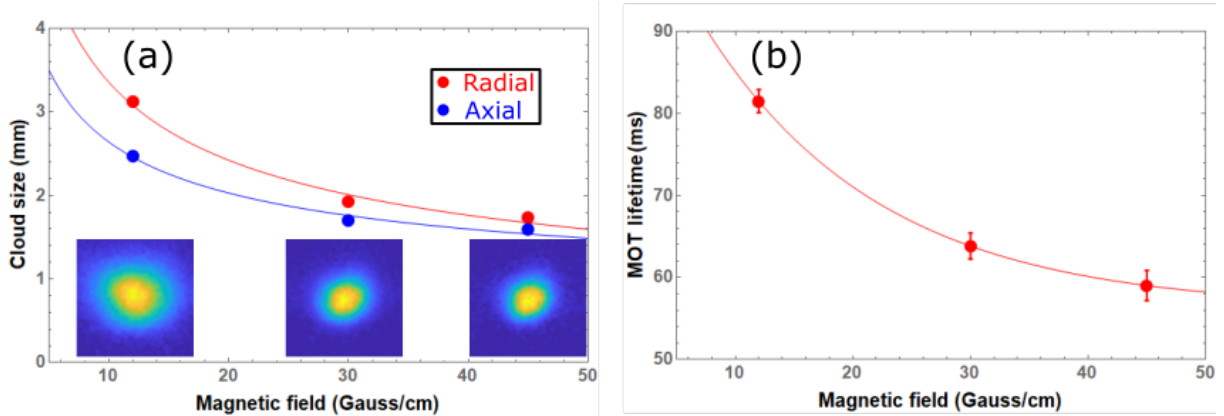 (a)
Radial
Axial
Cloud size (mm)
4
3
2
1
0
10
20
30
40
50
Magnetic field (Gauss/cm)
(b)
MOT lifetime(ms)
90
80
70
60
50
10
20
30
40
50
Magnetic field (Gauss/cm)